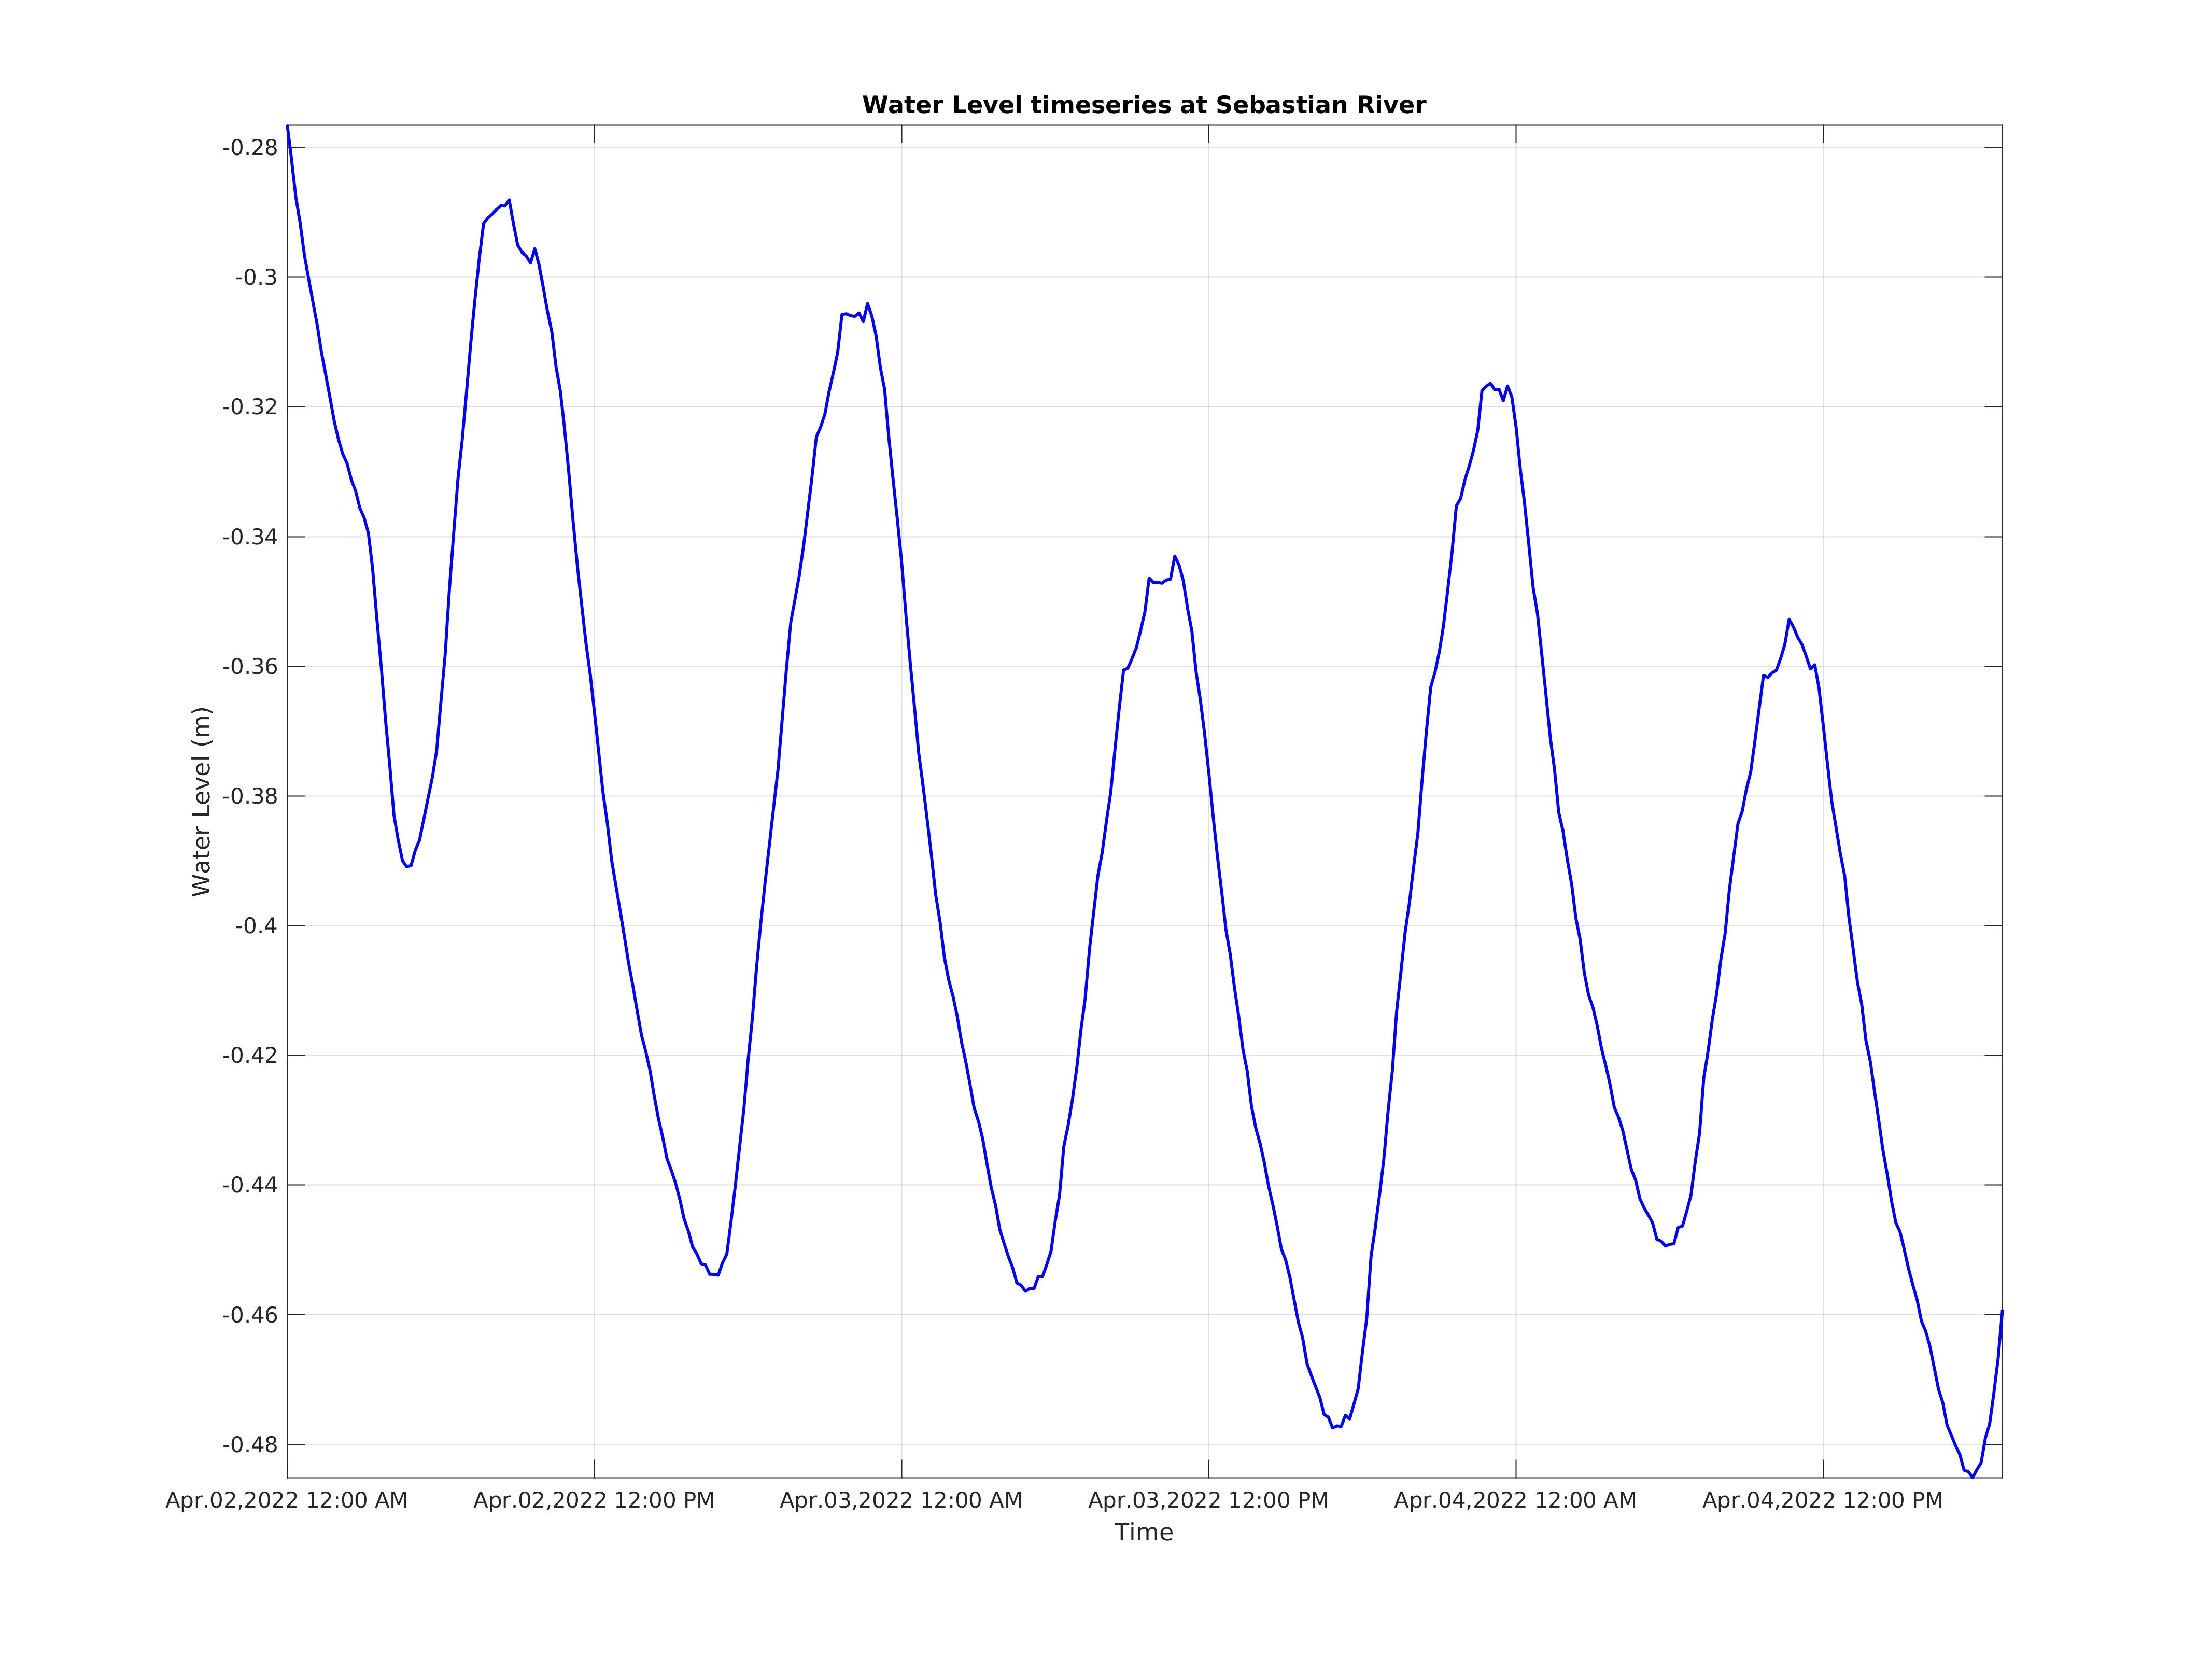 Water Level timeseries at Sebastian River
-0.28
-0.3
-0.32
-0.34
-0.36
-0.38
-0.4
-0.42
-0.44
-0.46
-0.48
Water Level (m)
Apr.02,2022 12:00 AM
Apr.02,2022 12:00 PM
Apr.03,2022 12:00 AM
Apr.03,2022 12:00 PM
Apr.04,2022 12:00 AM
Apr.04,2022 12:00 PM
Time